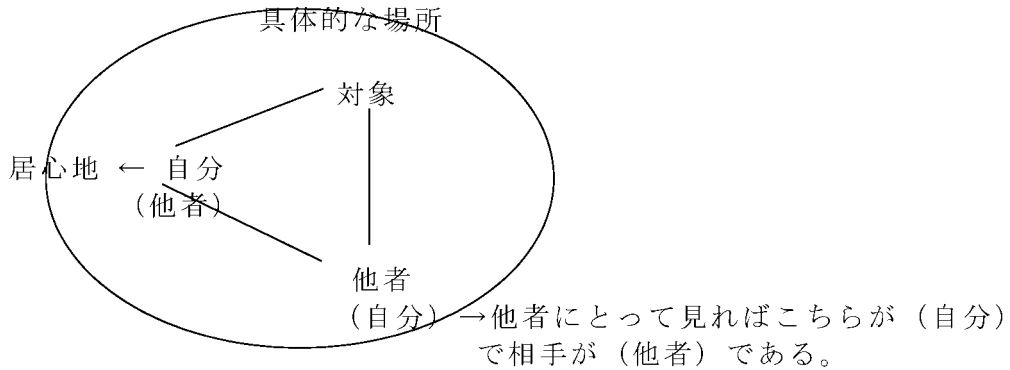 具体的な場所
対象
居心地 ← 自分
(他者)
他者
(自分) →他者にとって見ればこちらが (自分)
で相手が (他者) である。